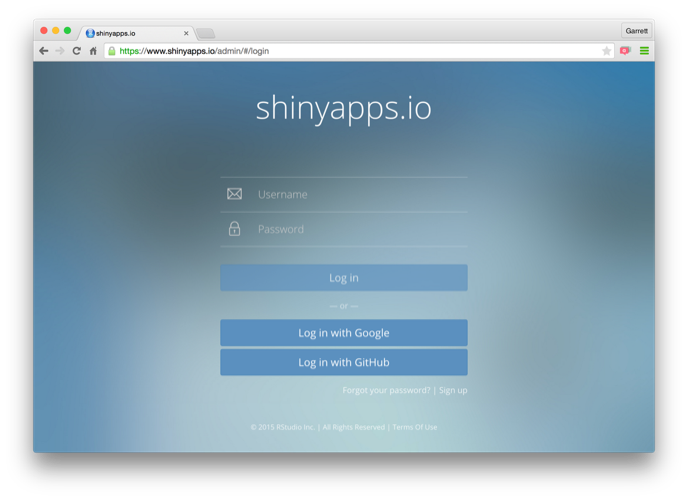 shinyapps.io
Garrett
https://www.shinyapps.io/admin/#/login
shinyapps.io
Username
Password
Log in
— or —
Log in with Google
Log in with GitHub
Forgot your password? | Sign up
© 2015 RStudio Inc. | All Rights Reserved | Terms Of Use